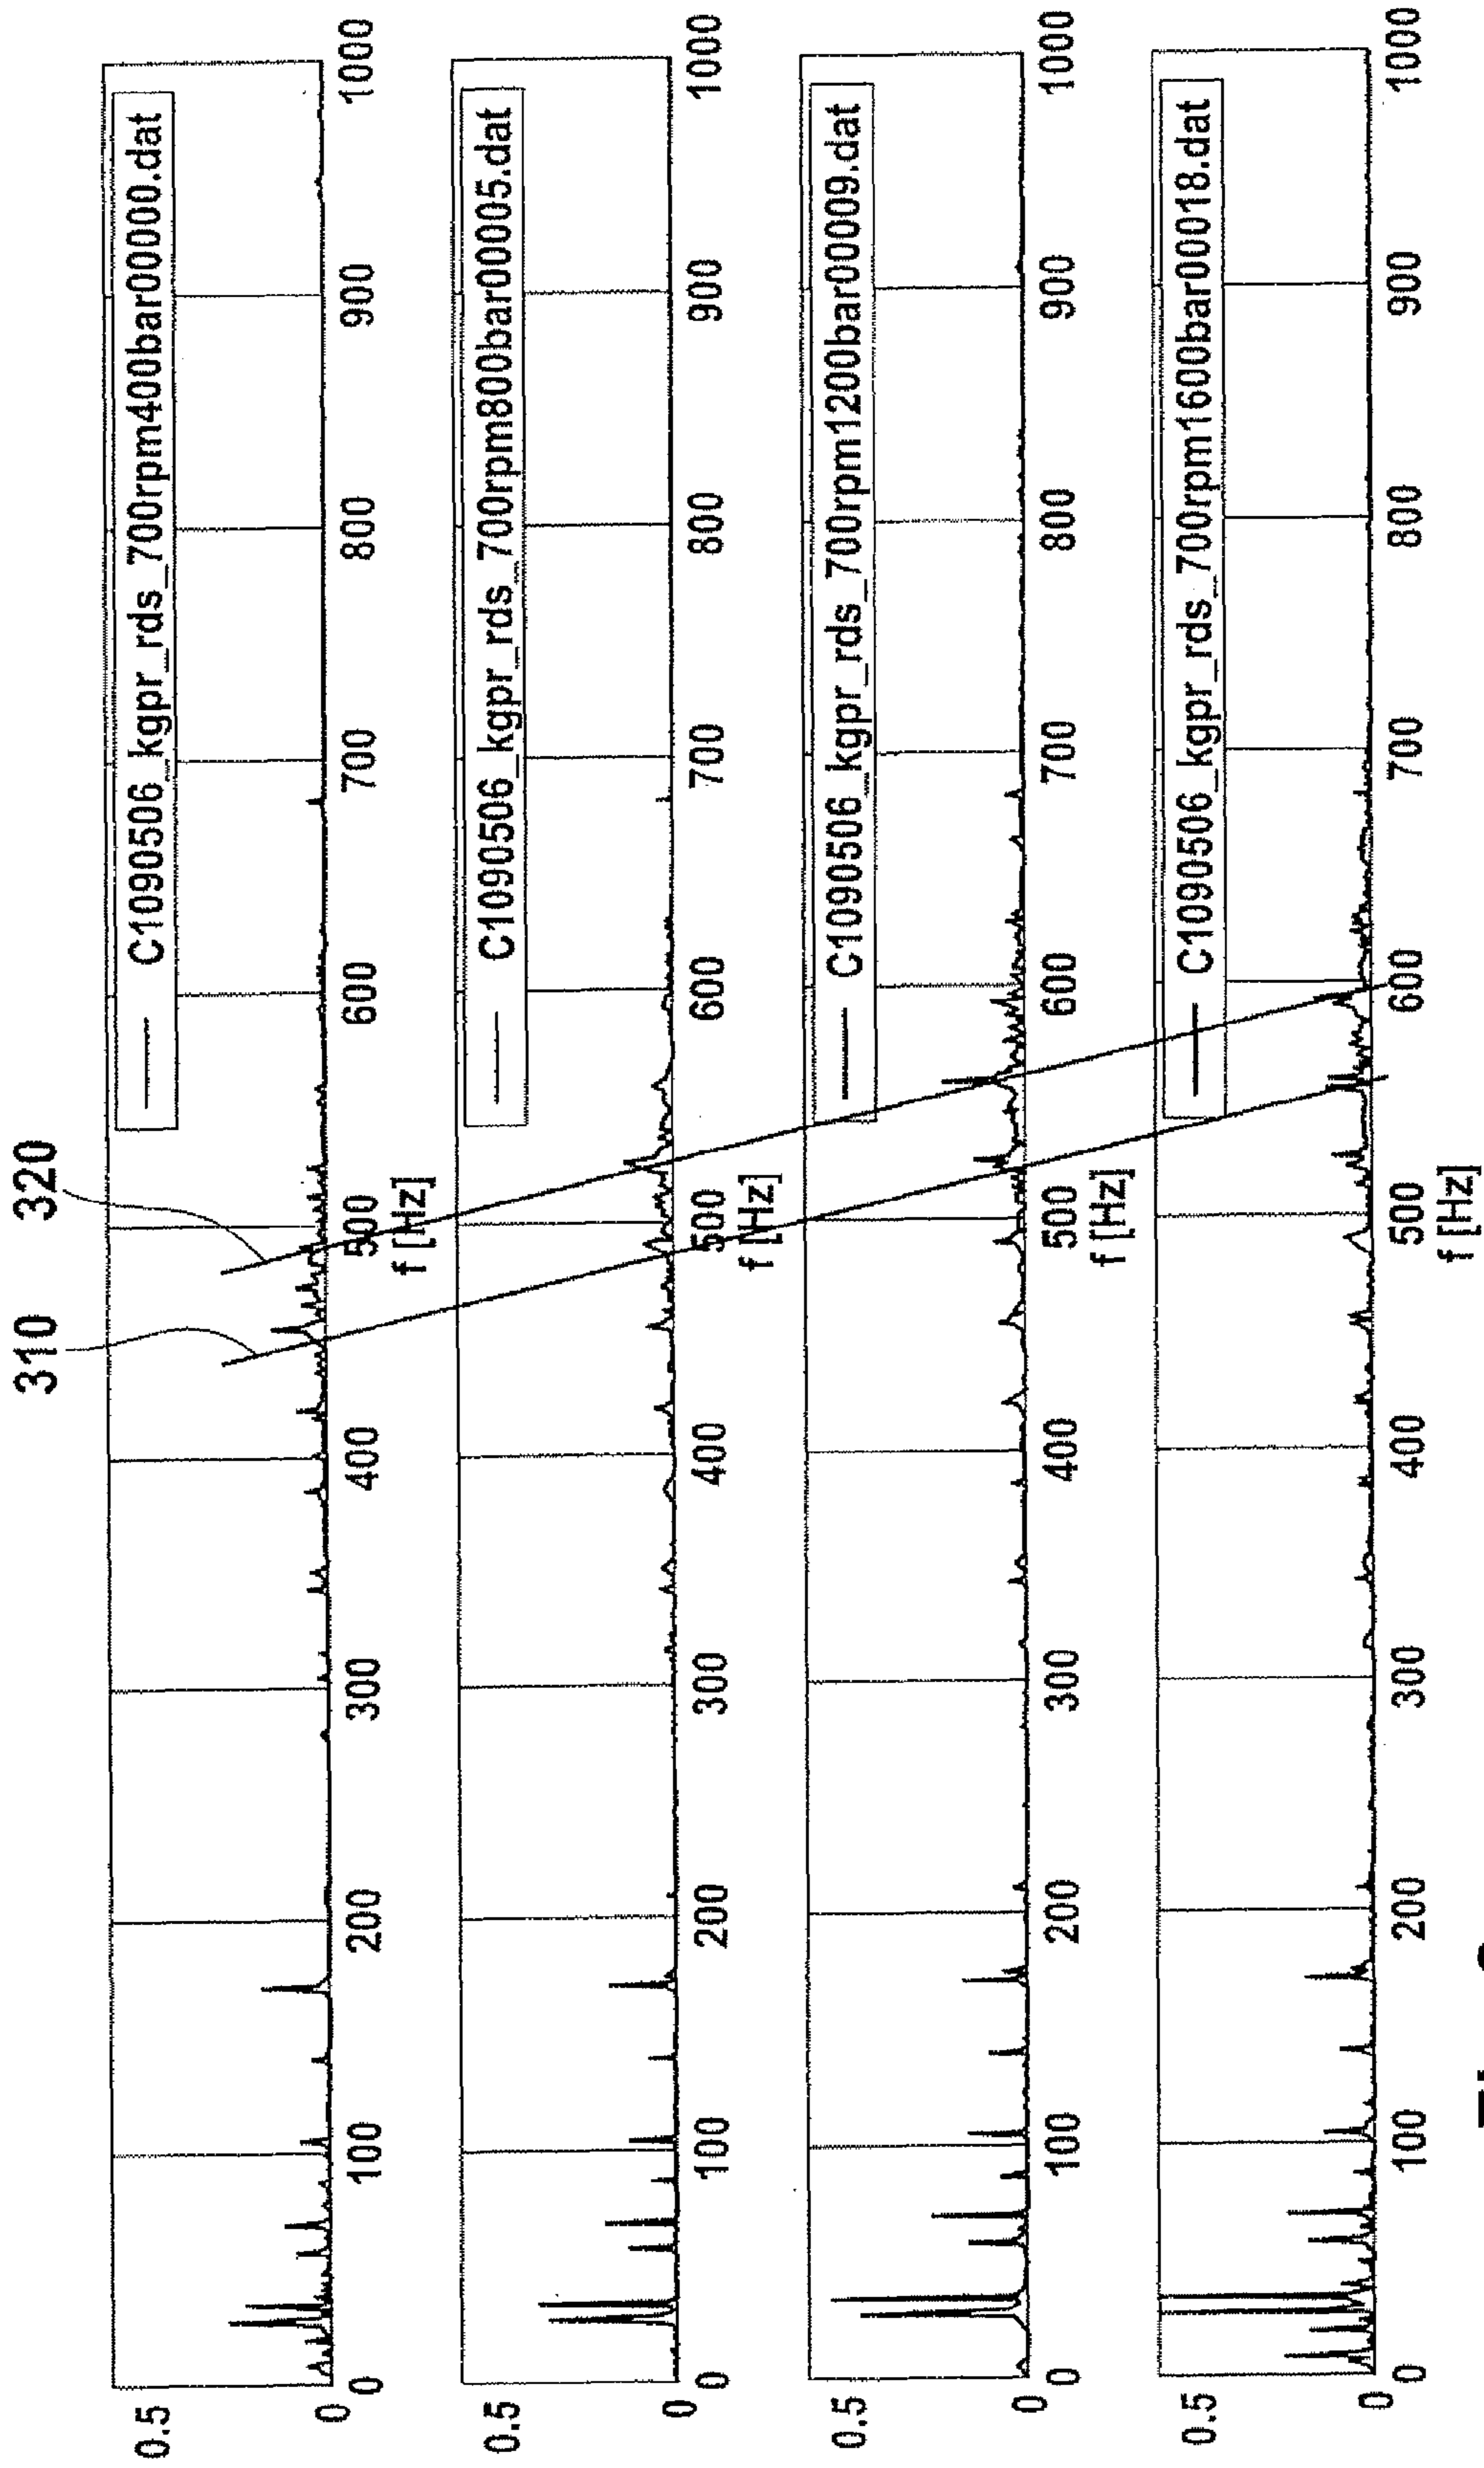 310
320
0.5
0
C1090506_kgpr_rds_700rpm400bar00000.dat
0 100 200 300 400 500 600 700 800 900 1000
f [Hz]
0.5
0
C1090506_kgpr_rds_700rpm800bar00005.dat
0 100 200 300 400 500 600 700 800 900 1000
f [Hz]
0.5
0
C1090506_kgpr_rds_700rpm1200bar00009.dat
0 100 200 300 400 500 600 700 800 900 1000
f [Hz]
0.5
0
C1090506_kgpr_rds_700rpm1600bar00018.dat
0 100 200 300 400 500 600 700 800 900 1000
f [Hz]